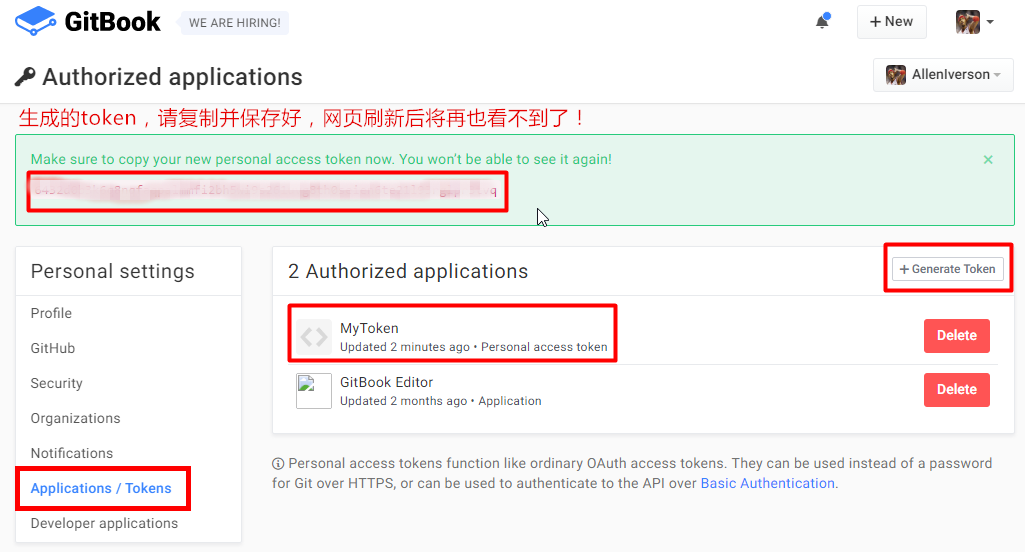 GitBook WE ARE HIRING! + New
Authorized applications AllenIverson
生成的token，请复制并保存好，网页刷新后将再也看不到了！
Make sure to copy your new personal access token now. You won't be able to see it again! ×
Personal settings
Profile
GitHub
Security
Organizations
Notifications
Applications / Tokens
Developer applications
2 Authorized applications + Generate Token
MyToken
Updated 2 minutes ago • Personal access token
Delete
GitBook Editor
Updated 2 months ago • Application
Delete
Personal access tokens function like ordinary OAuth access tokens. They can be used instead of a password
for Git over HTTPS, or can be used to authenticate to the API over Basic Authentication.